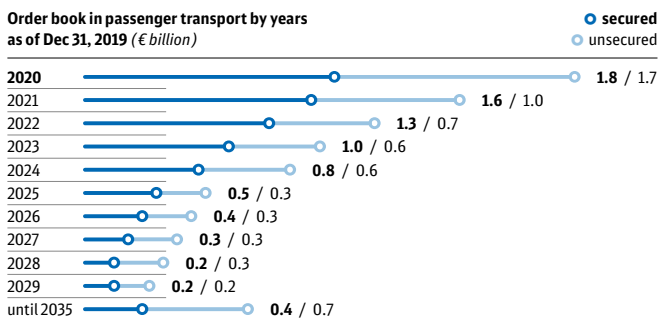 Order book in passenger transport by years
as of Dec 31, 2019 (€ billion)
secured
unsecured
2020 1.8 / 1.7
2021 1.6 / 1.0
2022 1.3 / 0.7
2023 1.0 / 0.6
2024 0.8 / 0.6
2025 0.5 / 0.3
2026 0.4 / 0.3
2027 0.3 / 0.3
2028 0.2 / 0.3
2029 0.2 / 0.2
until 2035 0.4 / 0.7